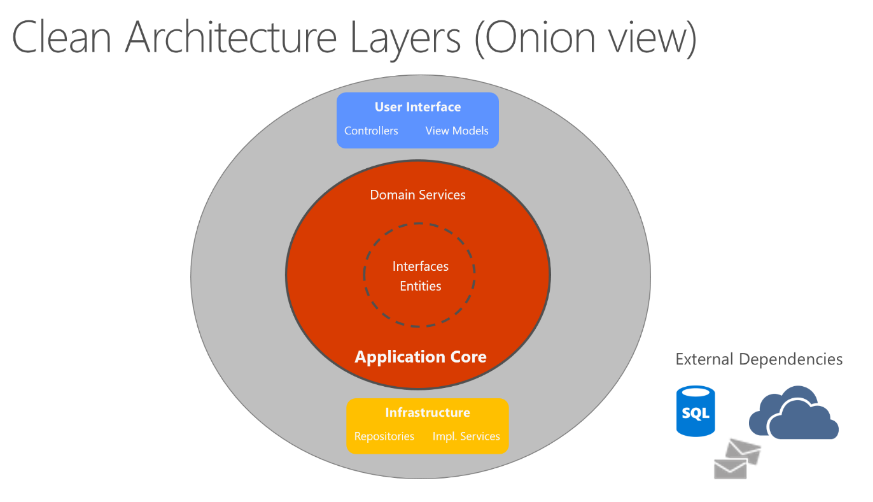 Clean Architecture Layers (Onion view)
User Interface
Controllers View Models
Domain Services
Interfaces
Entities
Application Core
External Dependencies
SQL
Infrastructure
Repositories Impl. Services